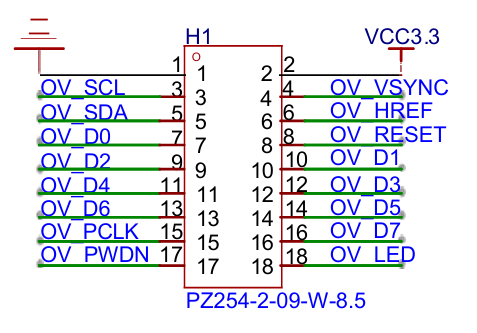 H1 VCC3.3
1 1 2 2
OV_SCL 3 3 4 4 OV_VSYNC
OV_SDA 5 5 6 6 OV_HREF
OV_D0 7 7 8 8 OV_RESET
OV_D2 9 9 10 10 OV_D1
OV_D4 11 11 12 12 OV_D3
OV_D6 13 13 14 14 OV_D5
OV_PCLK 15 15 16 16 OV_D7
OV_PWDN 17 17 18 18 OV_LED
PZ254-2-09-W-8.5